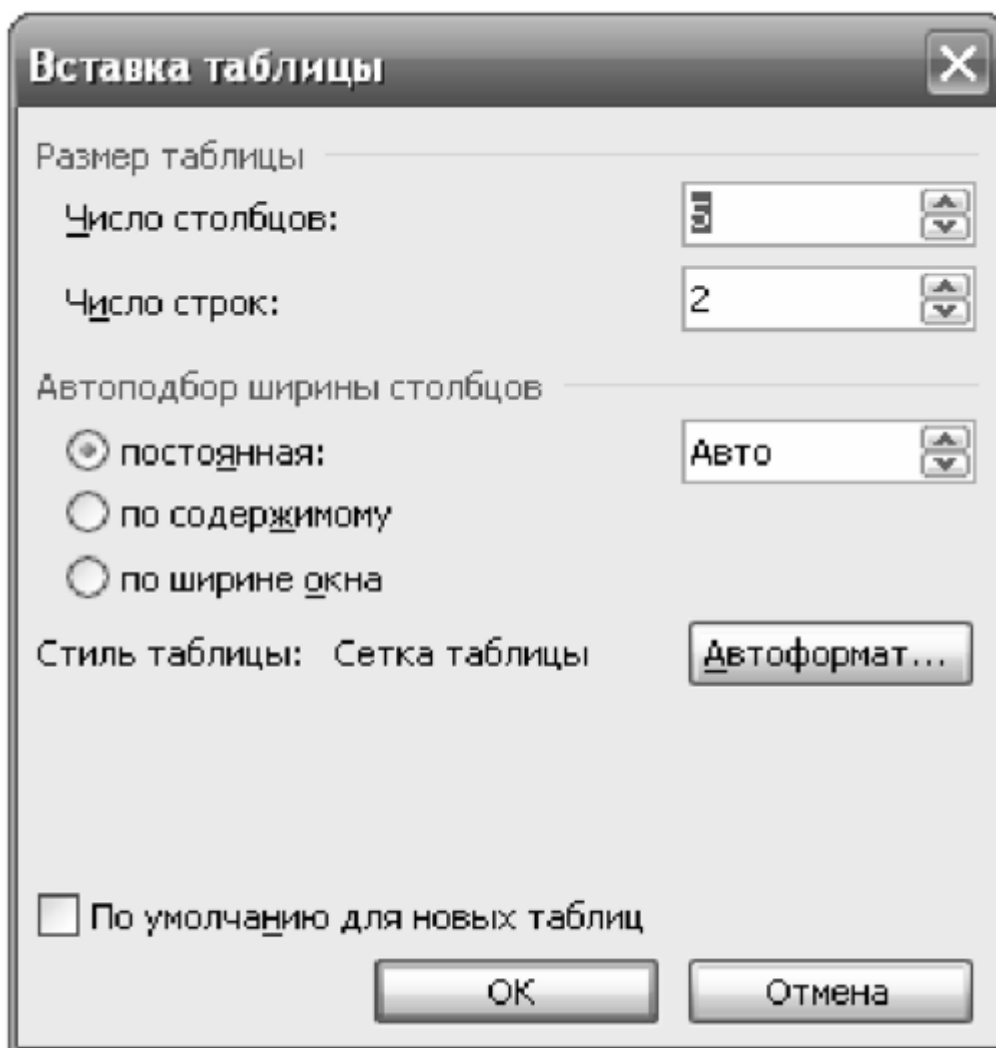 Вставка таблицы
Размер таблицы
Число столбцов: 5
Число строк: 2
Автоподбор ширины столбцов
постоянная: Авто
по содержимому
по ширине окна
Стиль таблицы: Сетка таблицы Автоформат...
По умолчанию для новых таблиц
ОК Отмена